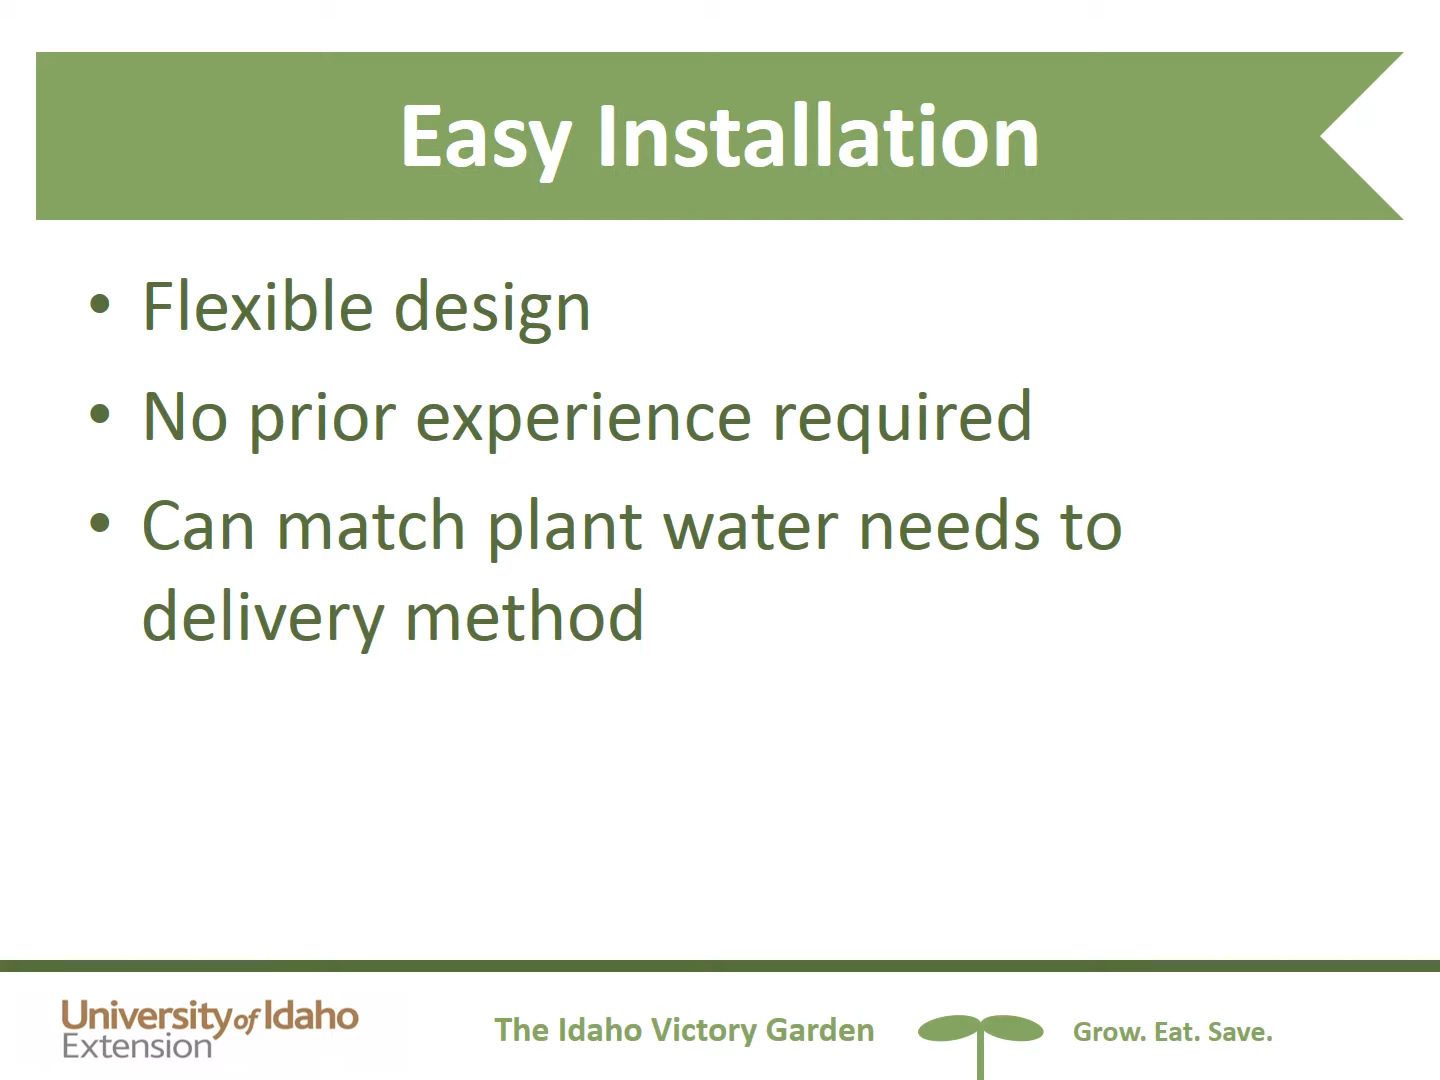 Easy Installation
• Flexible design
• No prior experience required
• Can match plant water needs to
delivery method
University of Idaho
Extension
The Idaho Victory Garden
Grow. Eat. Save.